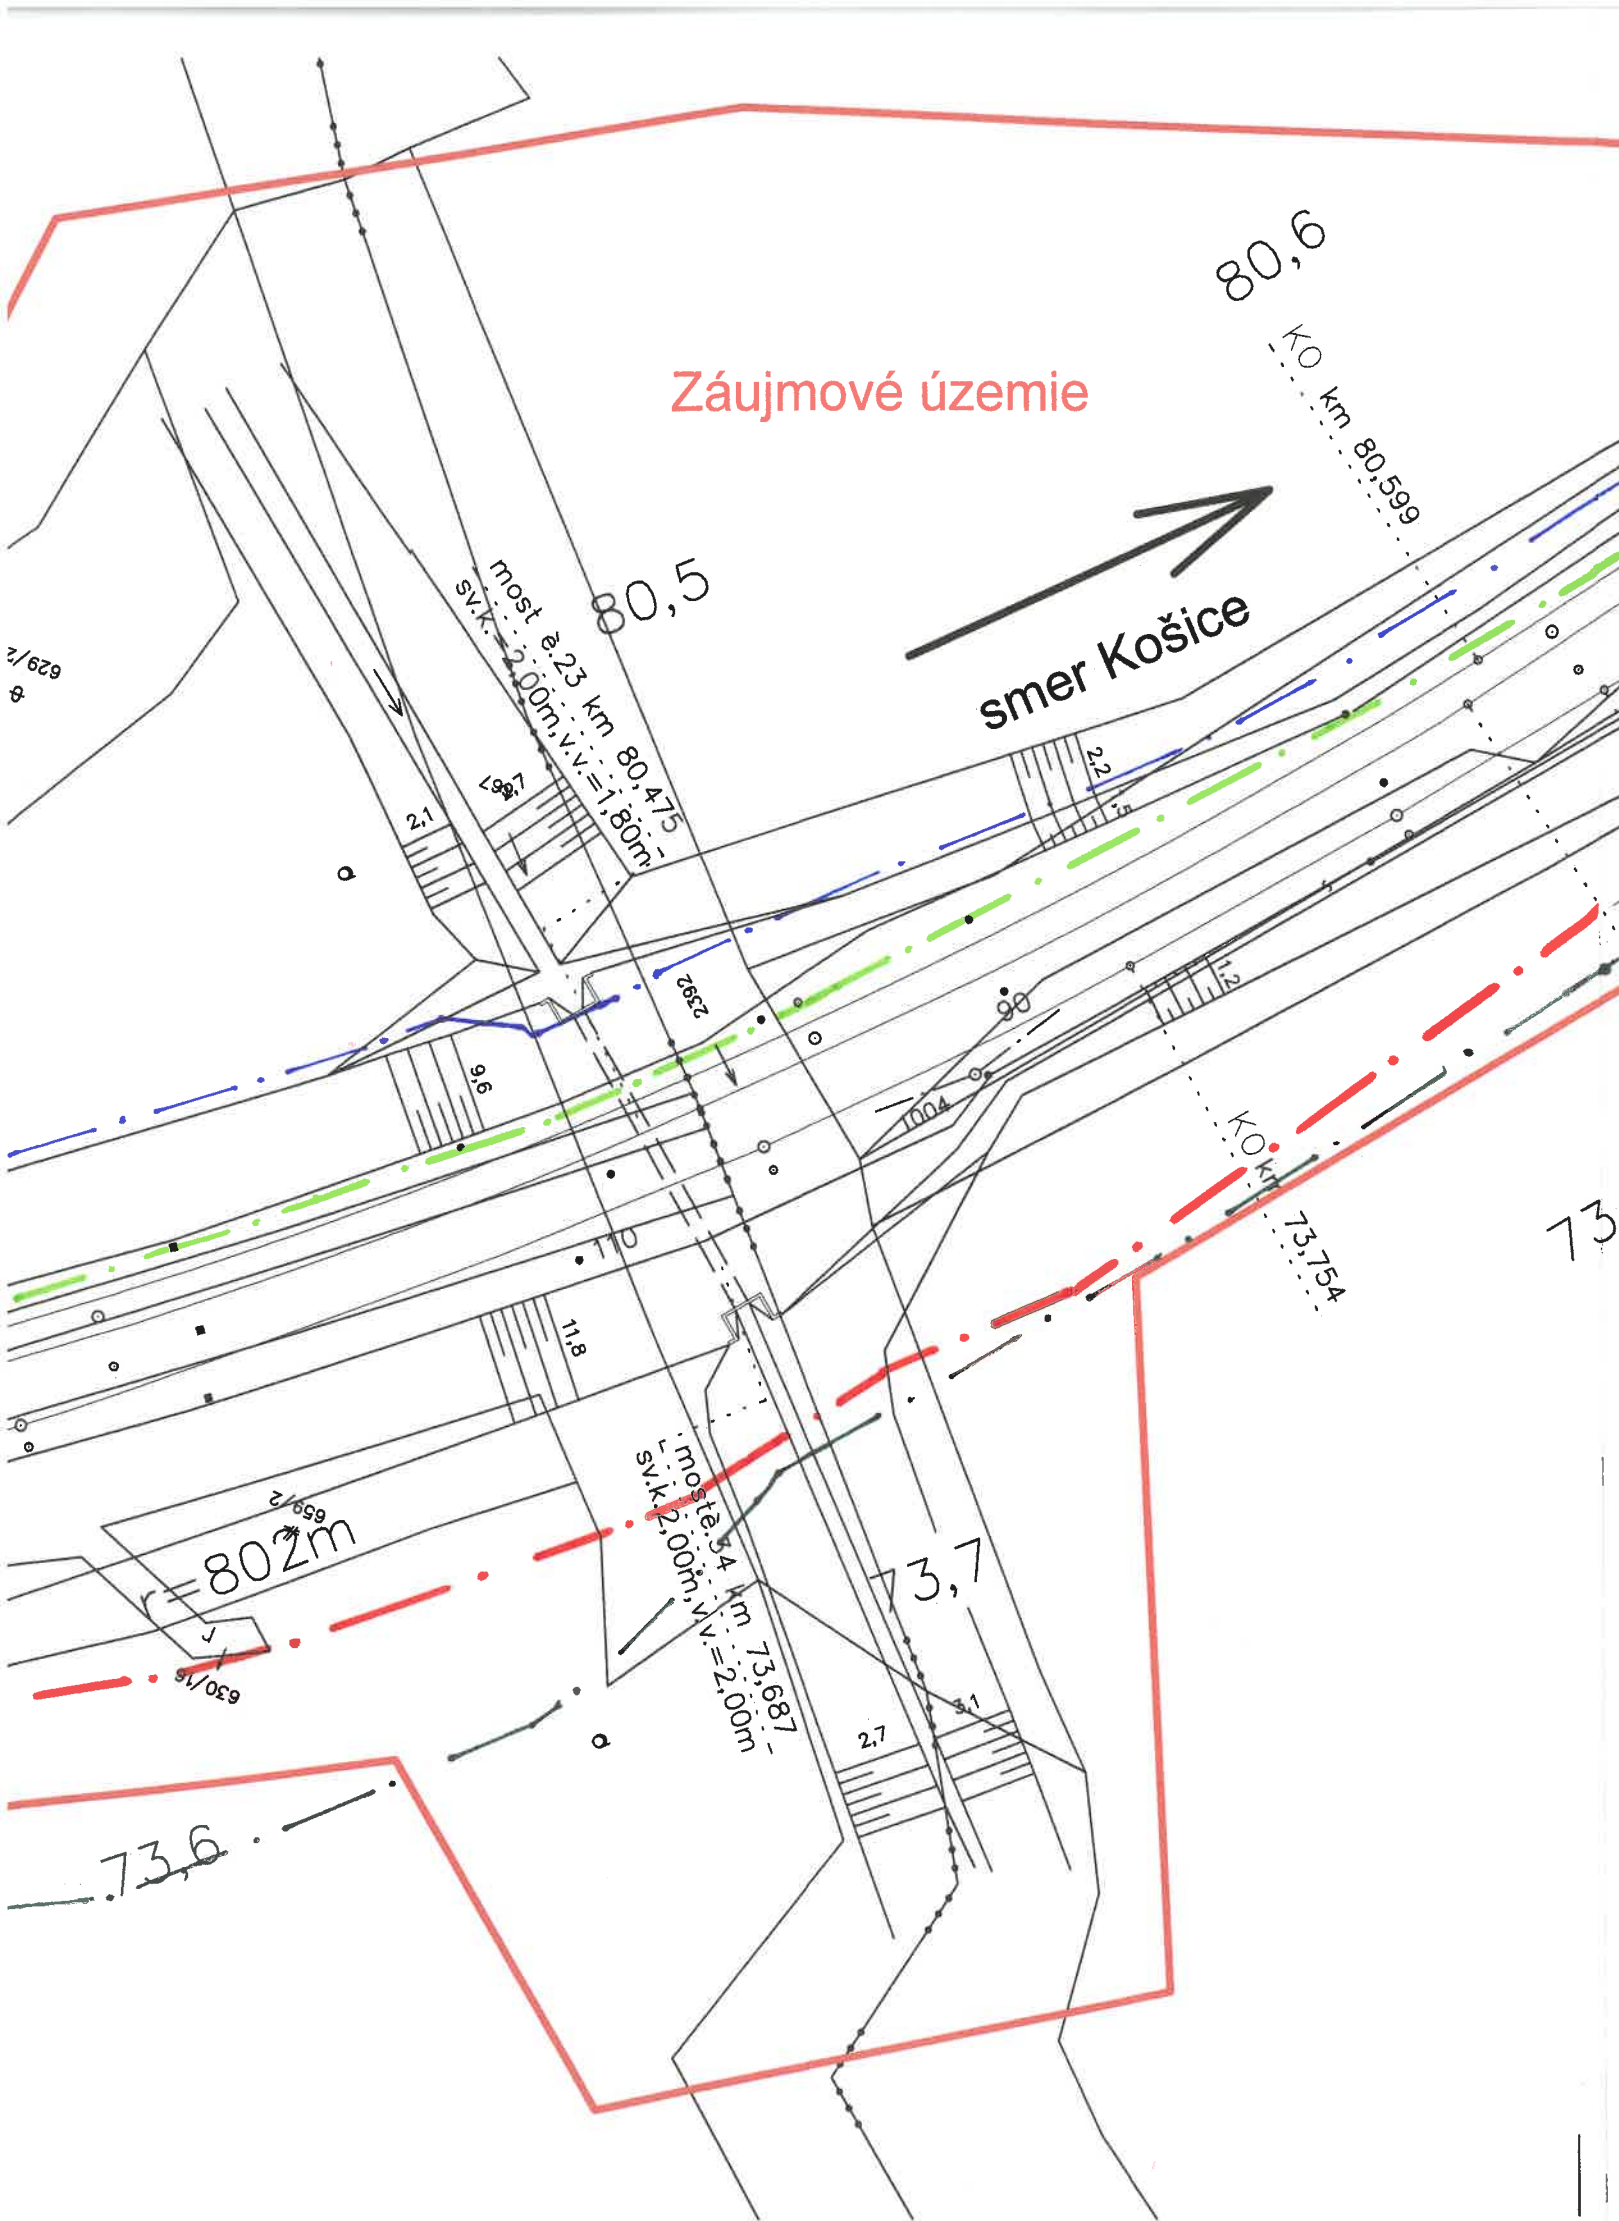 80,6
KO km 80,599
Záujmové územie
80,5
smer Košice
most č.23 km 80,475
sv.k.=2,00m,v.v.=1,80m
629/2
2,1
2,2
2392
90
1,2
9,6
1004
KO km 73,754
73
110
11,8
most č.34 km 73,687
sv.k.2,00m,v.v.=2,00m
659/2
r=802m
3,7
630/16
3,1
2,7
73,6